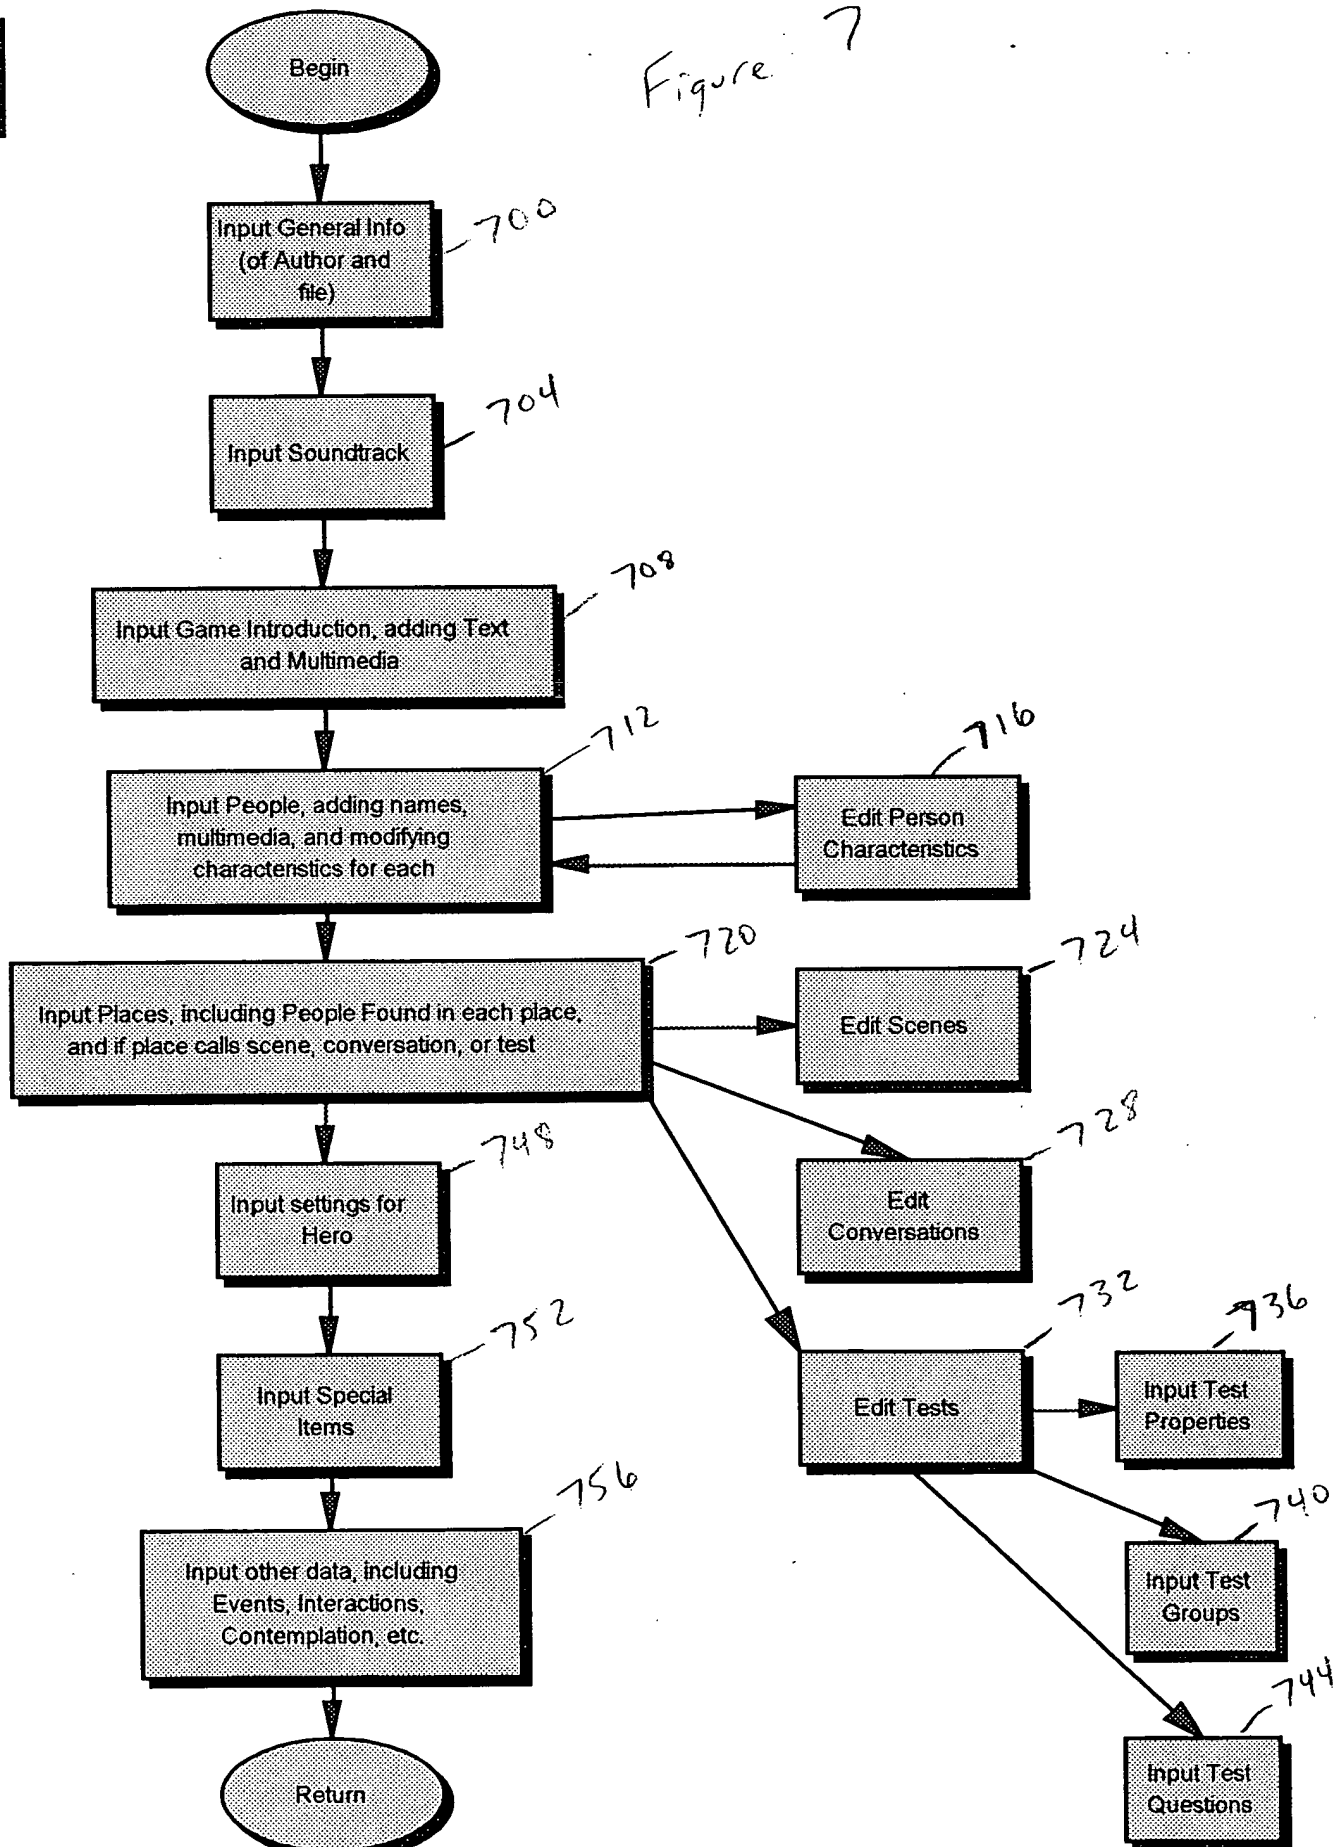 Figure 7
Begin
700
Input General Info
(of Author and
file)
704
Input Soundtrack
708
Input Game Introduction, adding Text
and Multimedia
712
Input People, adding names,
multimedia, and modifying
characteristics for each
716
Edit Person
Characteristics
720
Input Places, including People Found in each place,
and if place calls scene, conversation, or test
724
Edit Scenes
728
Edit
Conversations
732
Edit Tests
736
Input Test
Properties
740
Input Test
Groups
744
Input Test
Questions
748
Input settings for
Hero
752
Input Special
Items
756
Input other data, including
Events, Interactions,
Contemplation, etc.
Return